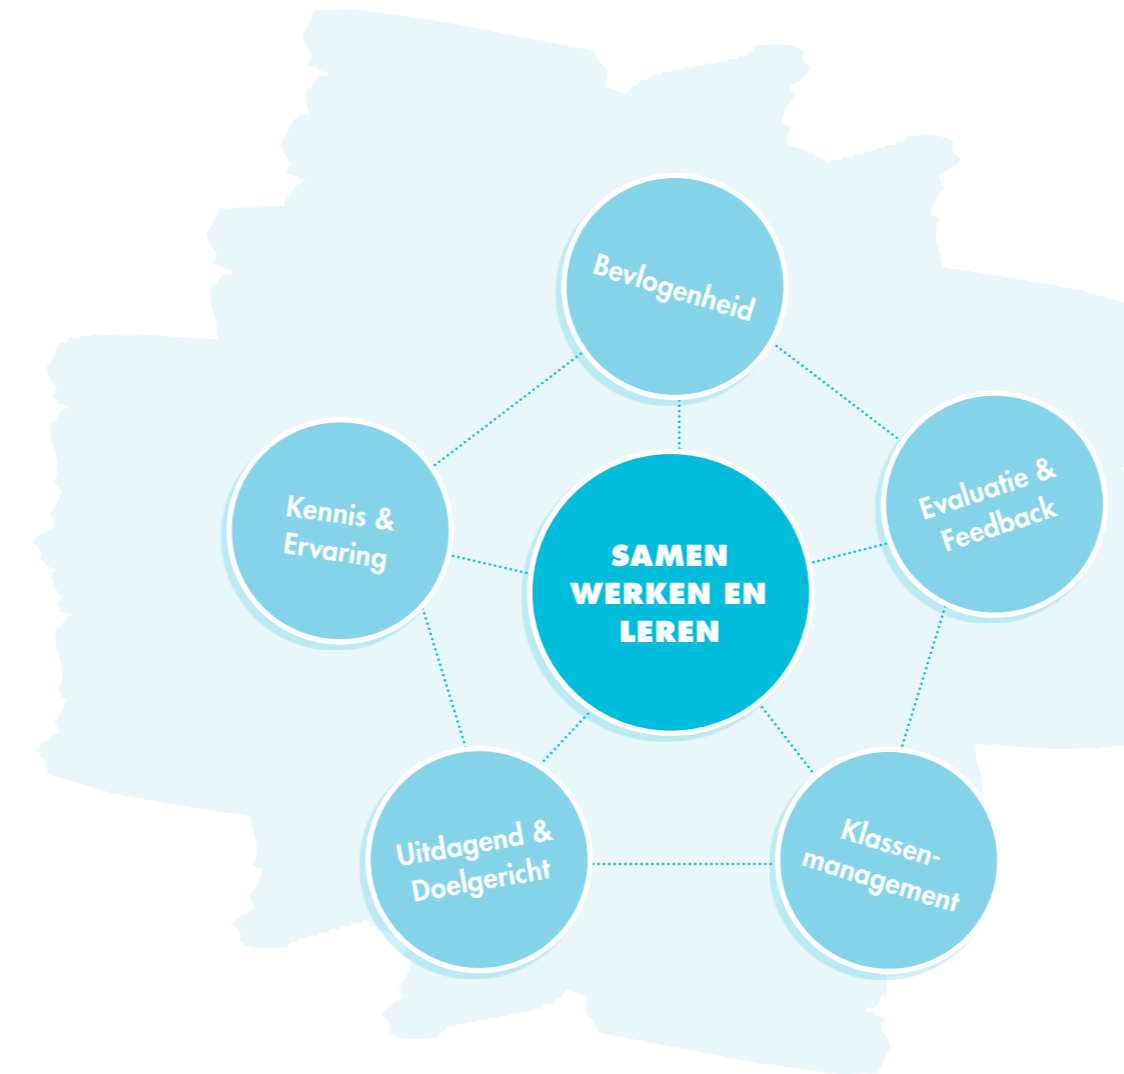 Bevlogenheid
Kennis &
Ervaring
Evaluatie &
Feedback
SAMEN
WERKEN EN
LEREN
Uitdagend &
Doelgericht
Klassen-
management